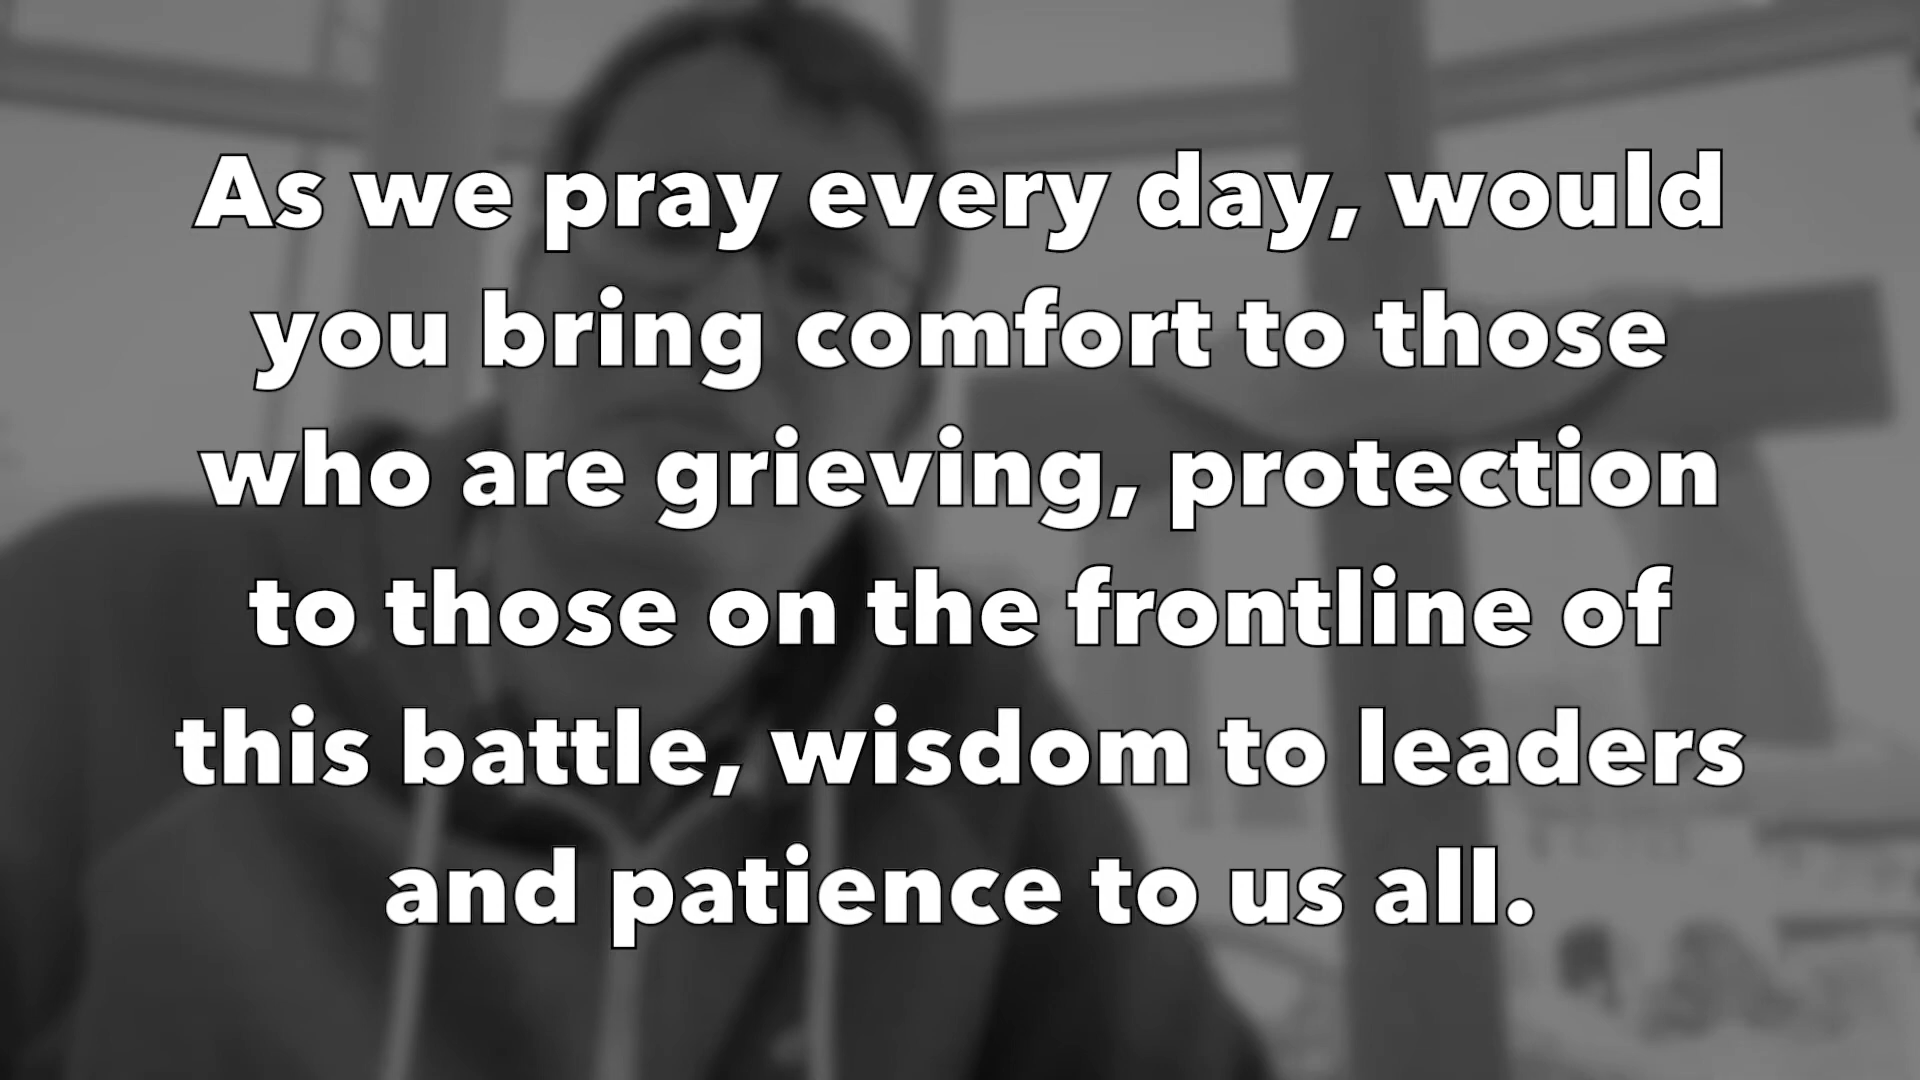 As we pray every day, would
you bring comfort to those
who are grieving, protection
to those on the frontline of
this battle, wisdom to leaders
and patience to us all.